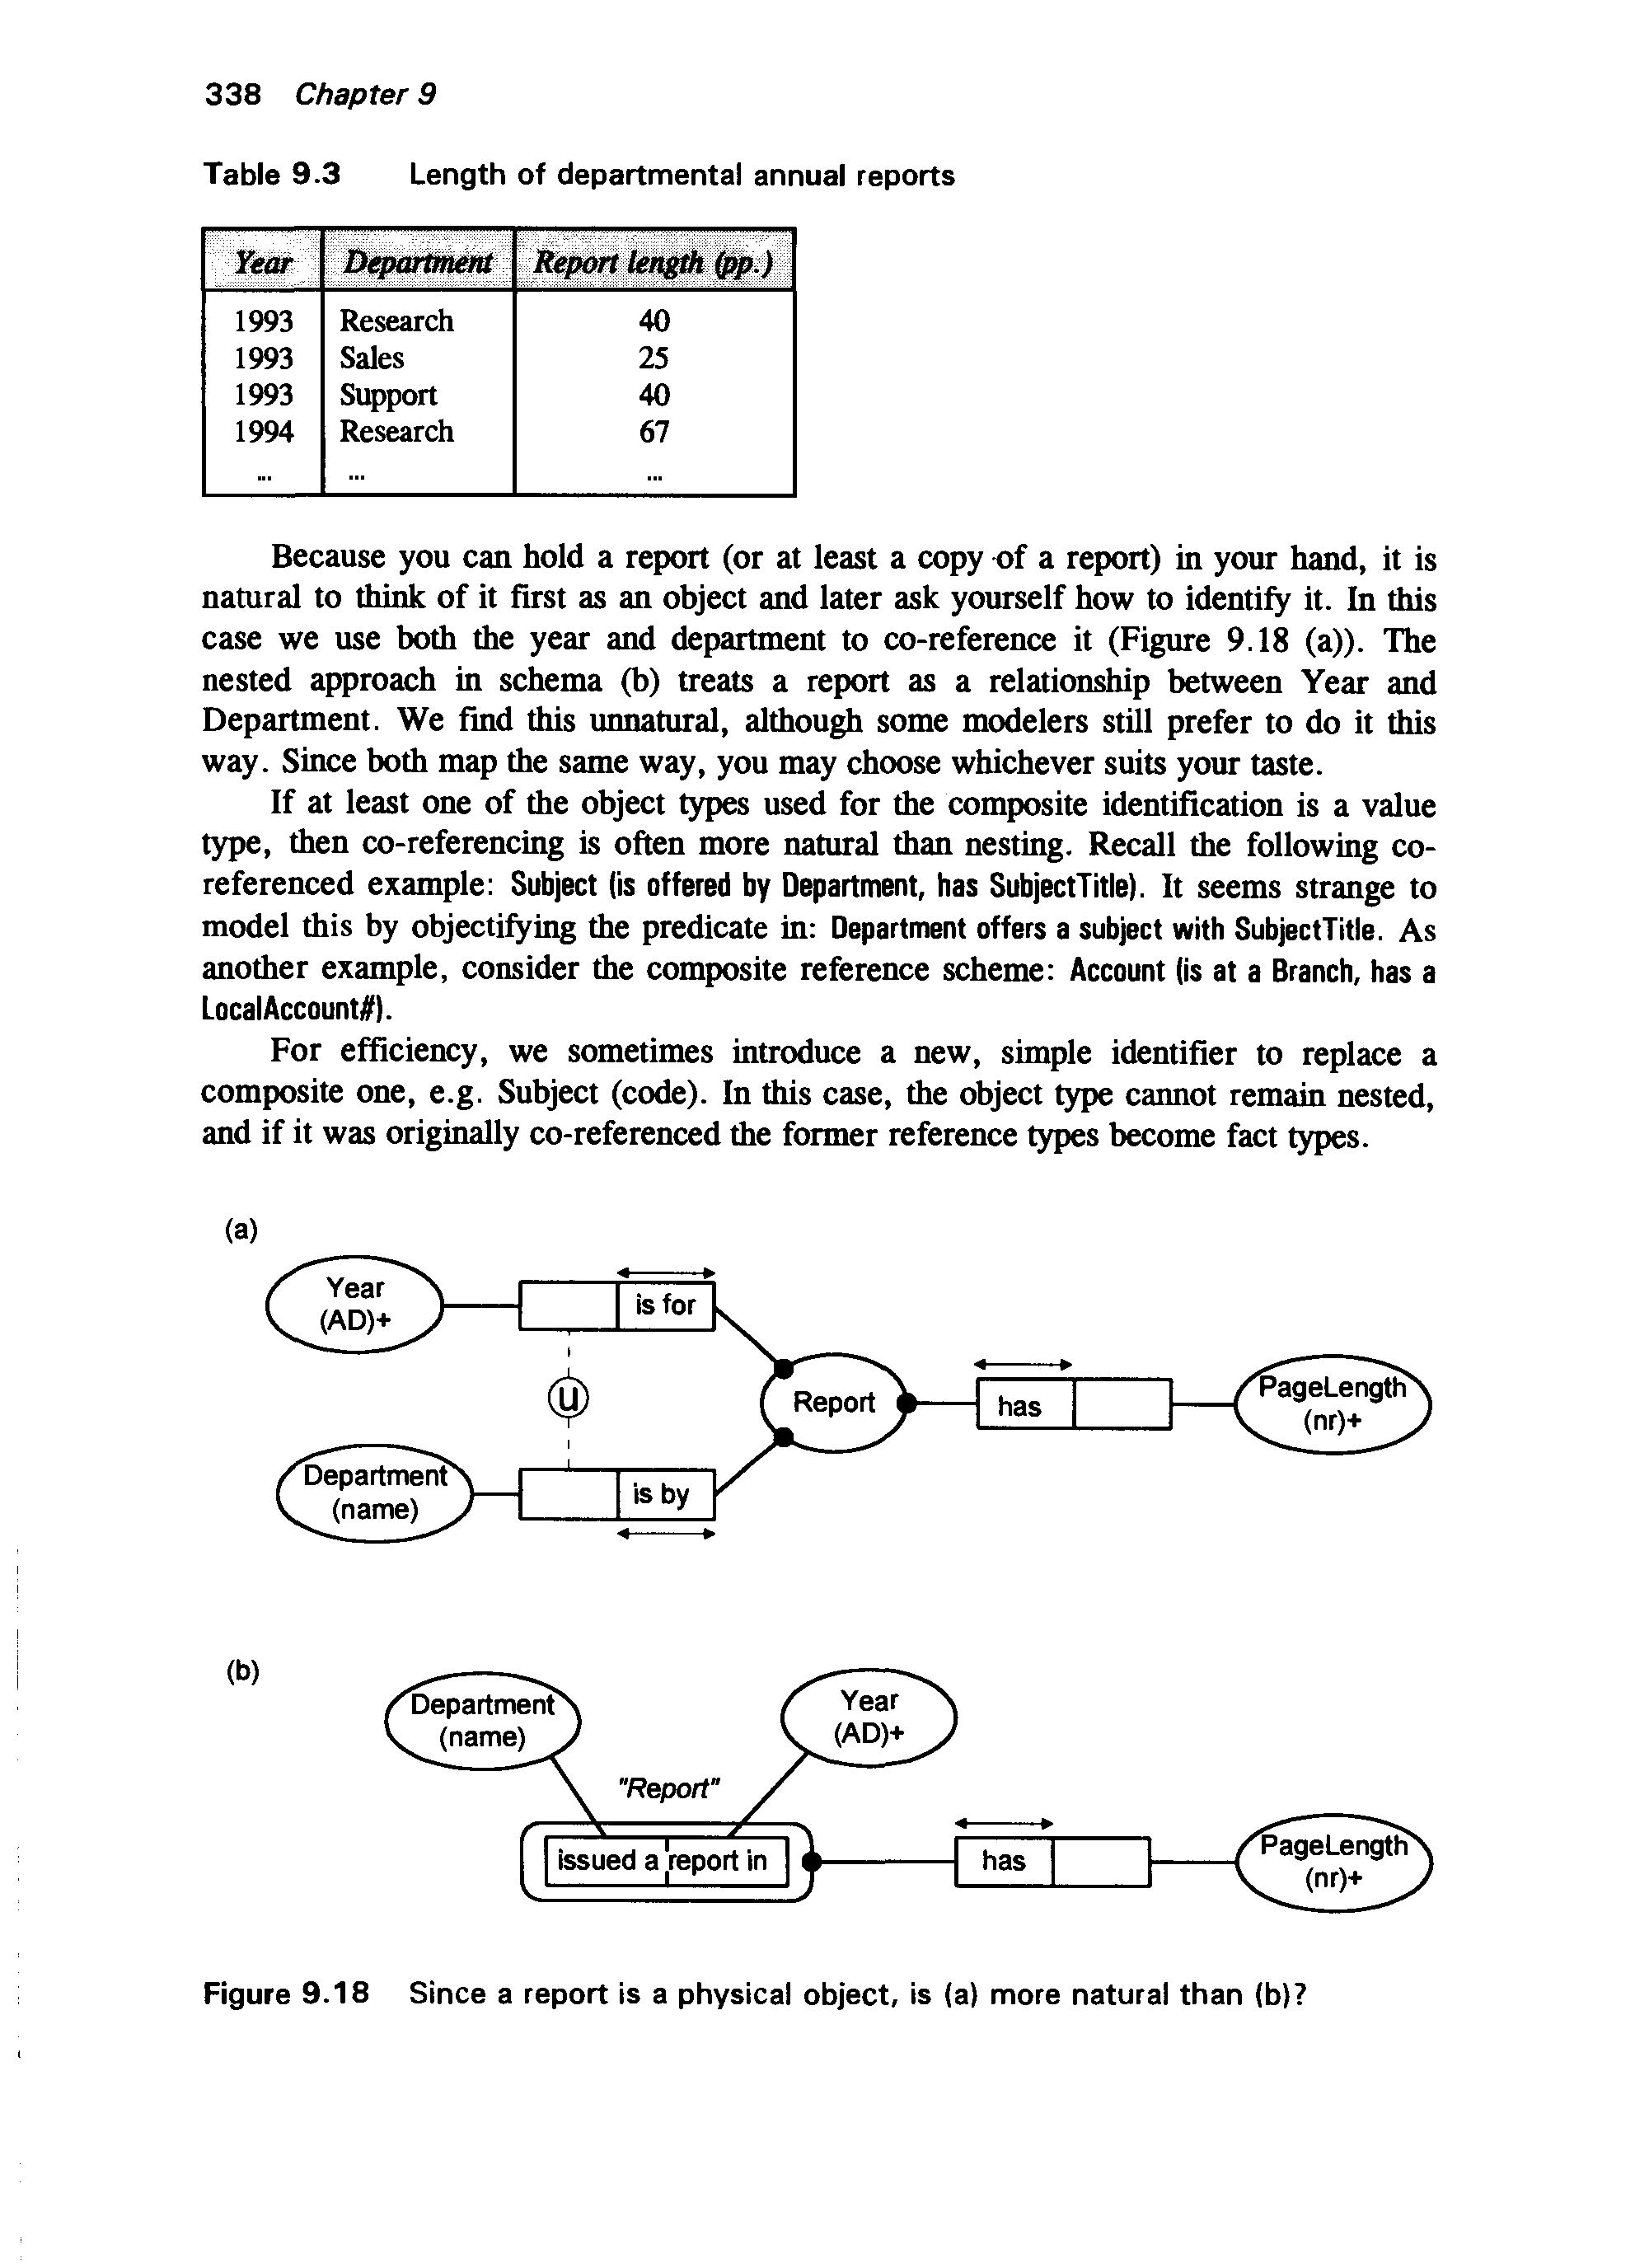 338 Chapter 9
Table 9.3 Length of departmental annual reports
Year Department Report length (pp.)
1993 Research 40
1993 Sales 25
1993 Support 40
1994 Research 67
... ... ...
Because you can hold a report (or at least a copy of a report) in your hand, it is
natural to think of it first as an object and later ask yourself how to identify it. In this
case we use both the year and department to co-reference it (Figure 9.18 (a)). The
nested approach in schema (b) treats a report as a relationship between Year and
Department. We find this unnatural, although some modelers still prefer to do it this
way. Since both map the same way, you may choose whichever suits your taste.
If at least one of the object types used for the composite identification is a value
type, then co-referencing is often more natural than nesting. Recall the following co-
referenced example: Subject (is offered by Department, has SubjectTitle). It seems strange to
model this by objectifying the predicate in: Department offers a subject with SubjectTitle. As
another example, consider the composite reference scheme: Account (is at a Branch, has a
LocalAccount#).
For efficiency, we sometimes introduce a new, simple identifier to replace a
composite one, e.g. Subject (code). In this case, the object type cannot remain nested,
and if it was originally co-referenced the former reference types become fact types.
(a)
Year
(AD)+
is for
U
Report
has
PageLength
(nr)+
Department
(name)
is by
(b)
Department
(name)
Year
(AD)+
"Report"
issued a report in
has
PageLength
(nr)+
Figure 9.18 Since a report is a physical object, is (a) more natural than (b)?